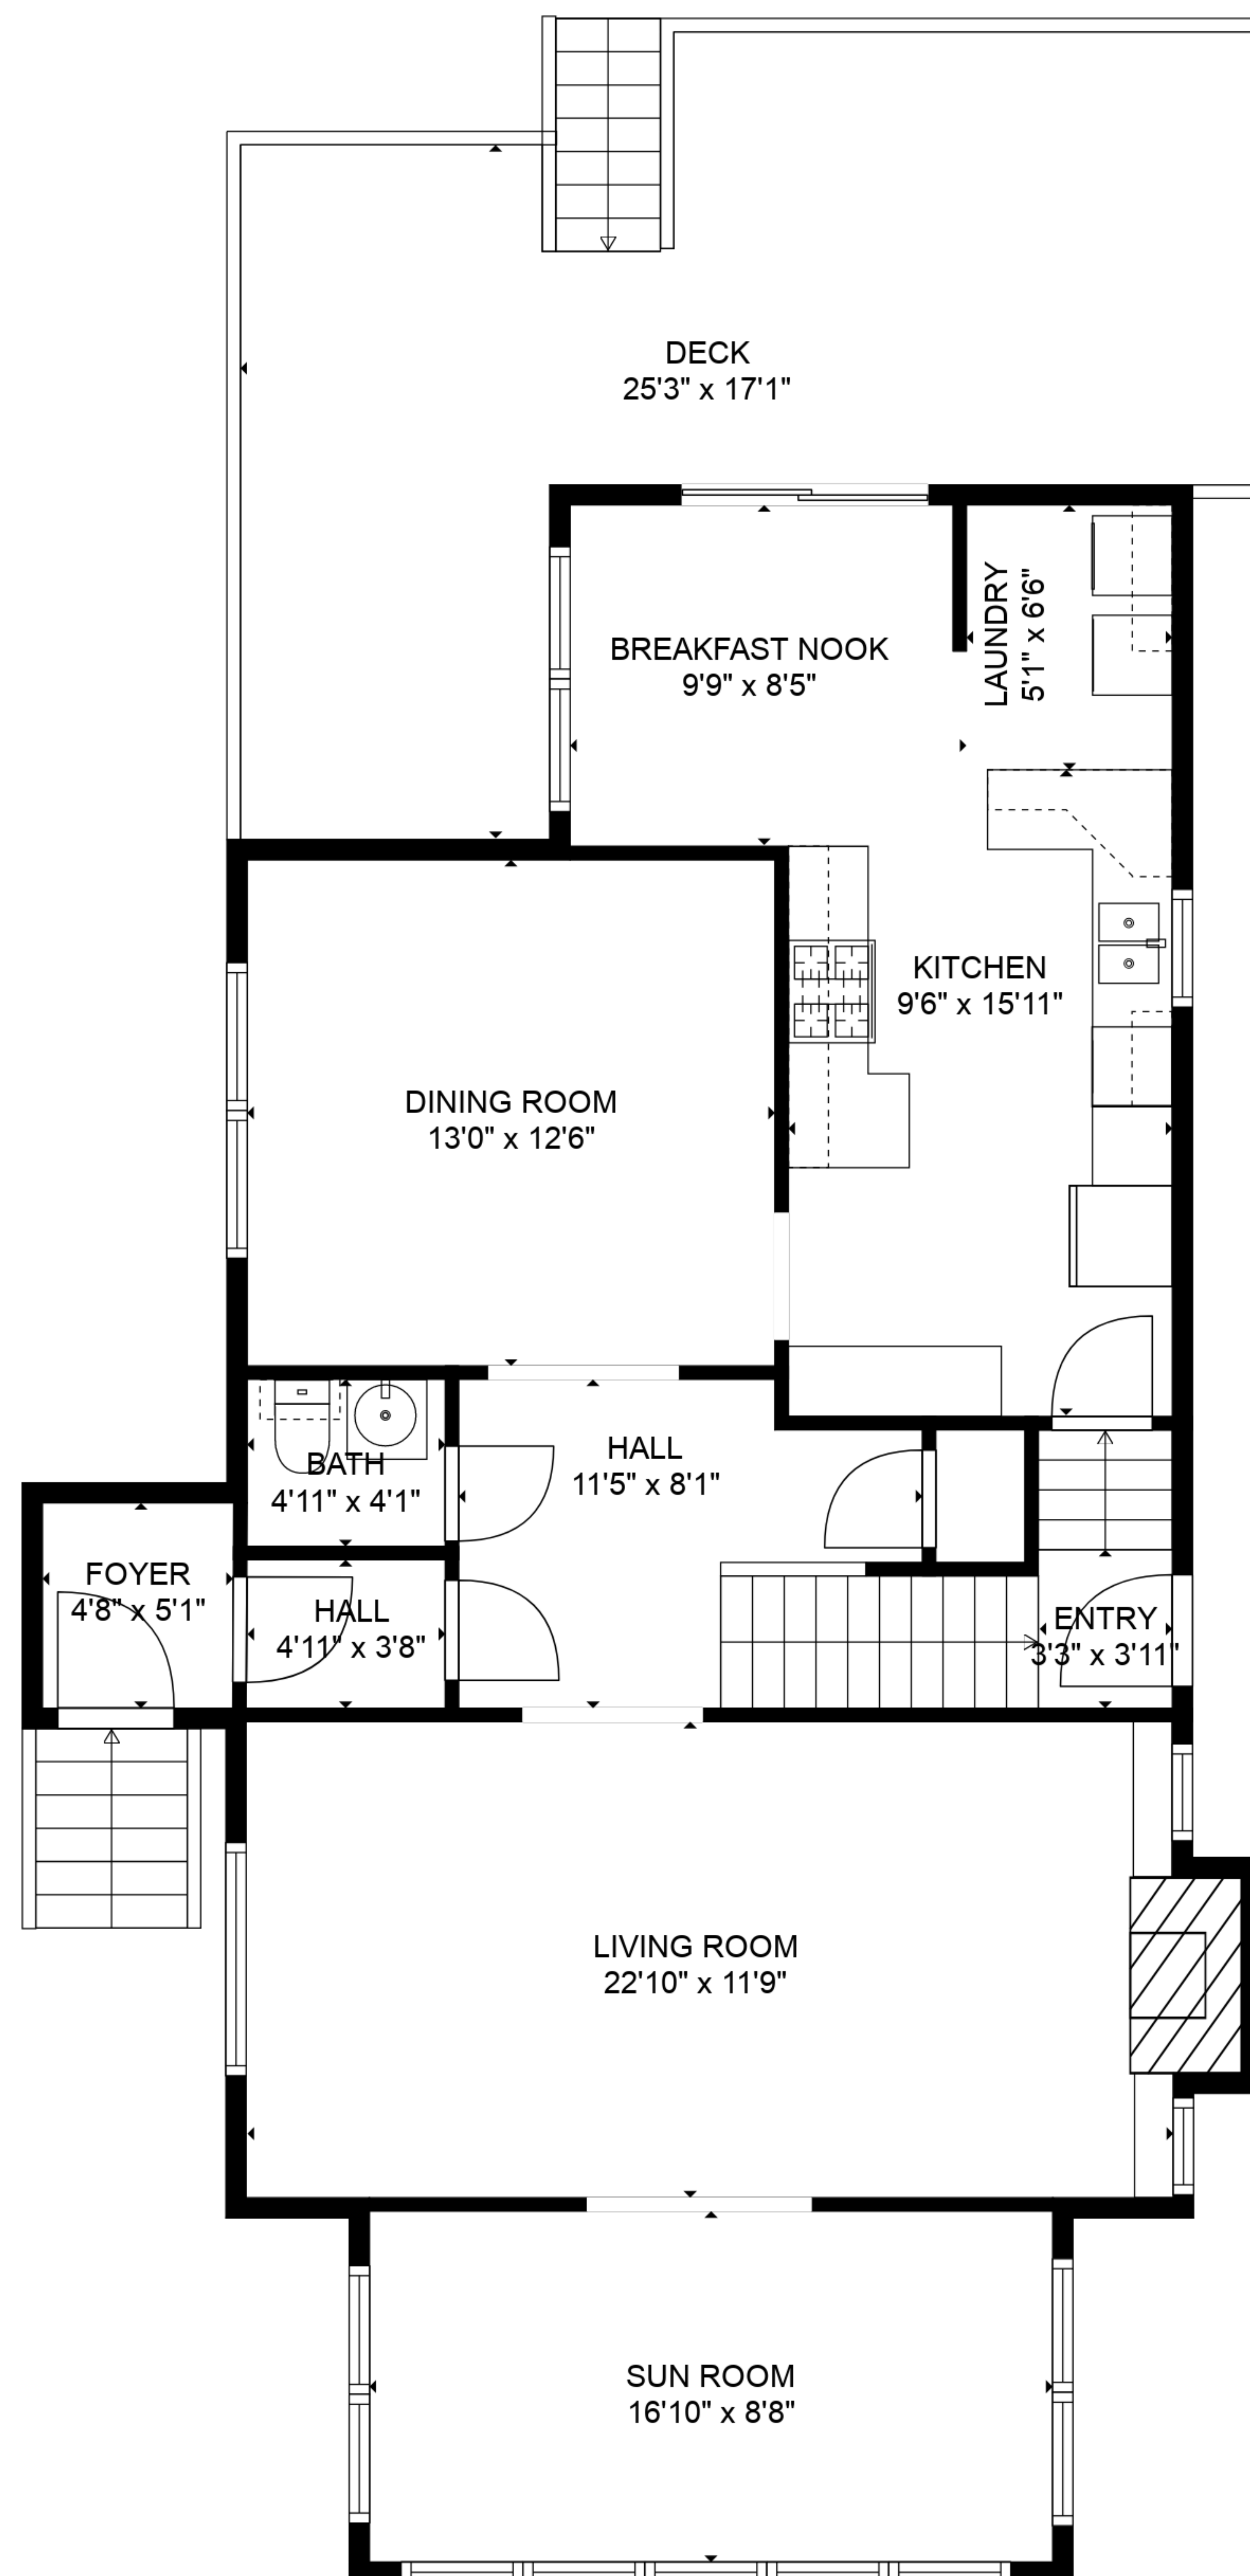 DECK
25'3" x 17'1"
BREAKFAST NOOK
9'9" x 8'5"
LAUNDRY
5'1" x 6'6"
KITCHEN
9'6" x 15'11"
DINING ROOM
13'0" x 12'6"
HALL
11'5" x 8'1"
BATH
4'11" x 4'1"
FOYER
4'8" x 5'1"
HALL
4'11" x 3'8"
ENTRY
3'3" x 3'11"
LIVING ROOM
22'10" x 11'9"
SUN ROOM
16'10" x 8'8"